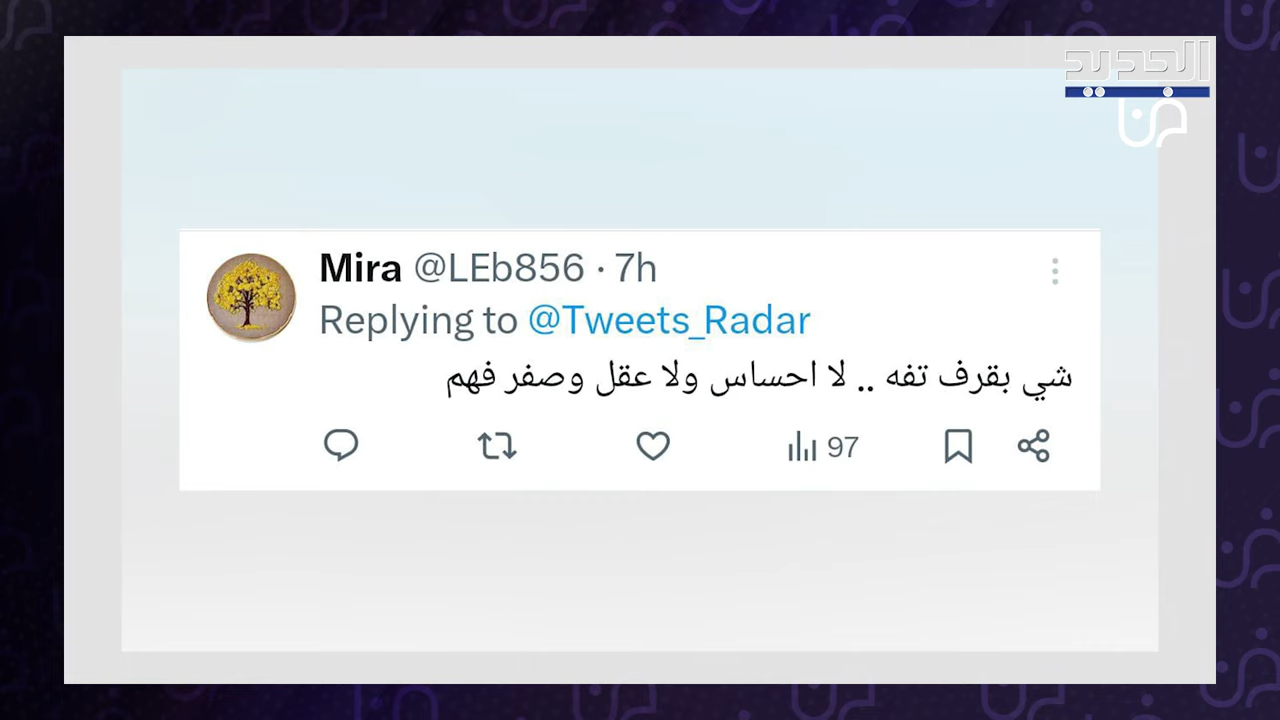 الجديد
فن
Mira @LEb856 · 7h
Replying to @Tweets_Radar
شي بقرف تفه .. لا احساس ولا عقل وصفر فهم
97